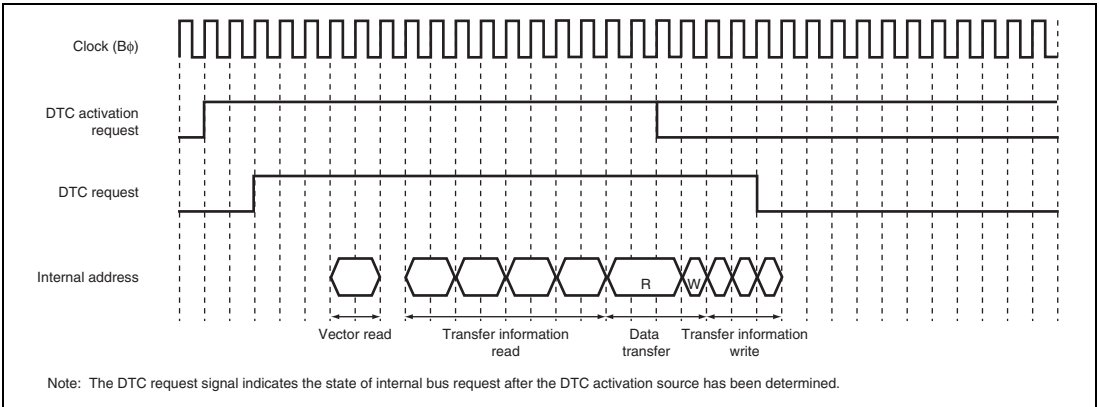 Clock (Bφ)
DTC activation
request
DTC request
Internal address
R
W
Vector read
Transfer information
read
Data
transfer
Transfer information
write
Note: The DTC request signal indicates the state of internal bus request after the DTC activation source has been determined.